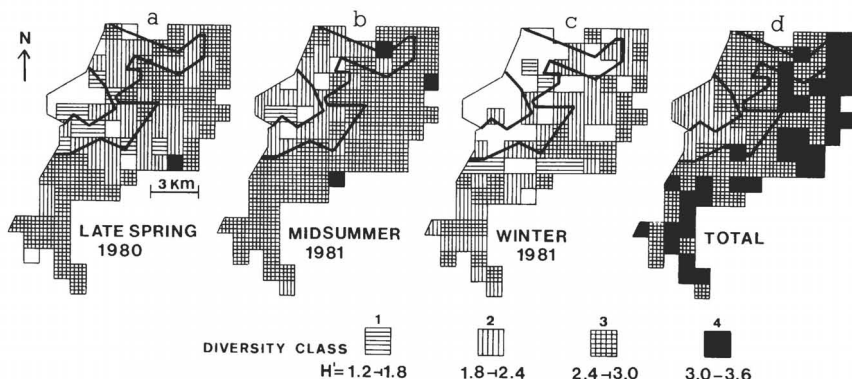 a b c d
N
3 Km
LATE SPRING MIDSUMMER WINTER TOTAL
1980 1981 1981
1 2 3 4
DIVERSITY CLASS
H'= 1.2⊣1.8 1.8⊣2.4 2.4⊣3.0 3.0-3.6